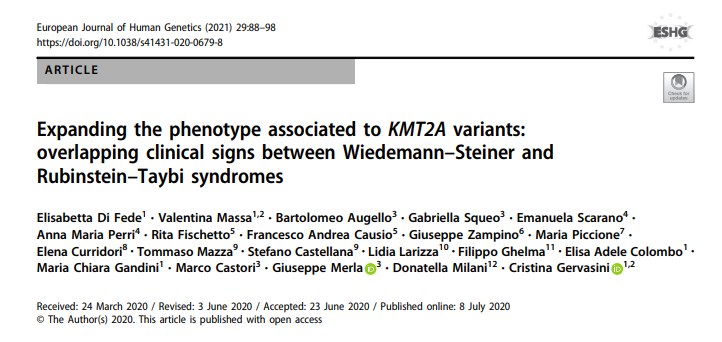 European Journal of Human Genetics (2021) 29:88–98
https://doi.org/10.1038/s41431-020-0679-8
ESHG
ARTICLE
Check for
updates
Expanding the phenotype associated to KMT2A variants:
overlapping clinical signs between Wiedemann–Steiner and
Rubinstein–Taybi syndromes
Elisabetta Di Fede1 · Valentina Massa1,2 · Bartolomeo Augello3 · Gabriella Squeo3 · Emanuela Scarano4 ·
Anna Maria Perri4 · Rita Fischetto5 · Francesco Andrea Causio5 · Giuseppe Zampino6 · Maria Piccione7 ·
Elena Curridori8 · Tommaso Mazza9 · Stefano Castellana9 · Lidia Larizza10 · Filippo Ghelma11 · Elisa Adele Colombo1 ·
Maria Chiara Gandini1 · Marco Castori3 · Giuseppe Merla iD 3 · Donatella Milani12 · Cristina Gervasini iD 1,2
Received: 24 March 2020 / Revised: 3 June 2020 / Accepted: 23 June 2020 / Published online: 8 July 2020
© The Author(s) 2020. This article is published with open access